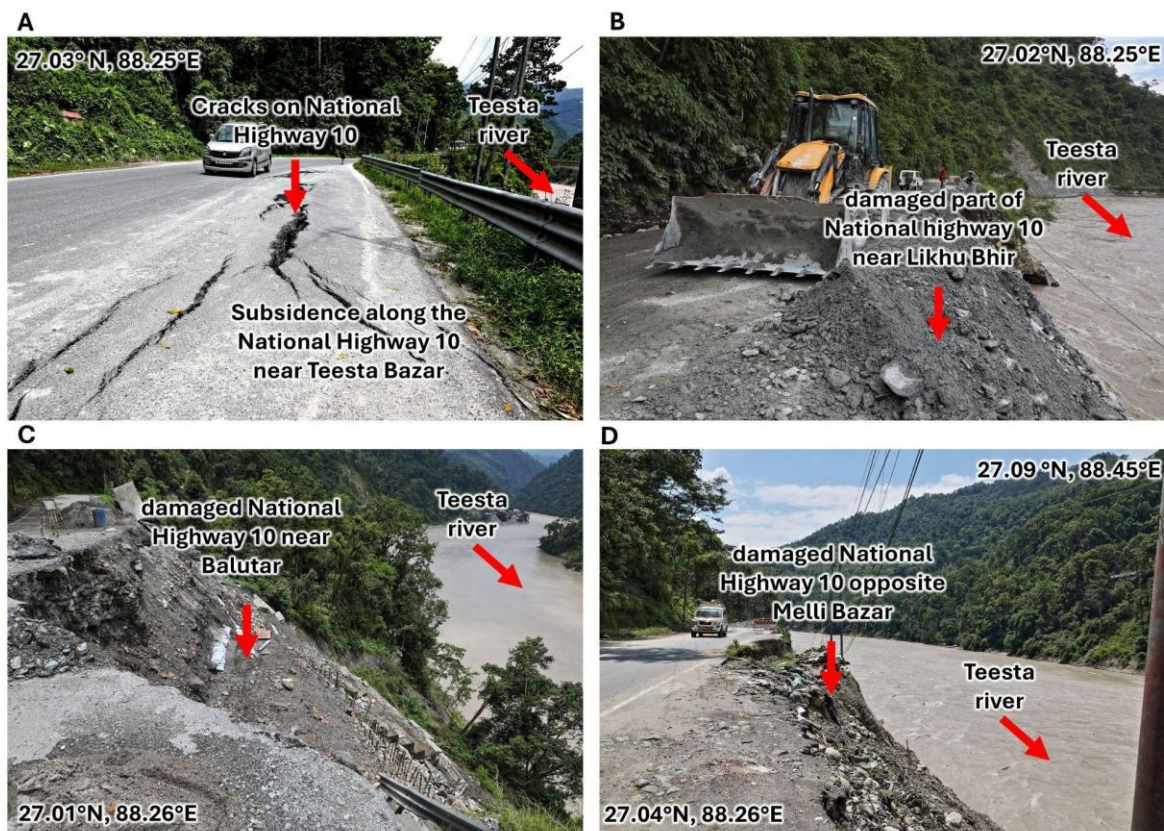 A
27.03° N, 88.25°E
Cracks on National
Highway 10
Teesta
river
Subsidence along the
National Highway 10
near Teesta Bazar
B
27.02°N, 88.25°E
Teesta
river
damaged part of
National highway 10
near Likhu Bhir
C
damaged National
Highway 10 near
Balutar
Teesta
river
27.01°N, 88.26°E
D
27.09 °N, 88.45°E
damaged National
Highway 10 opposite
Melli Bazar
Teesta
river
27.04°N, 88.26°E